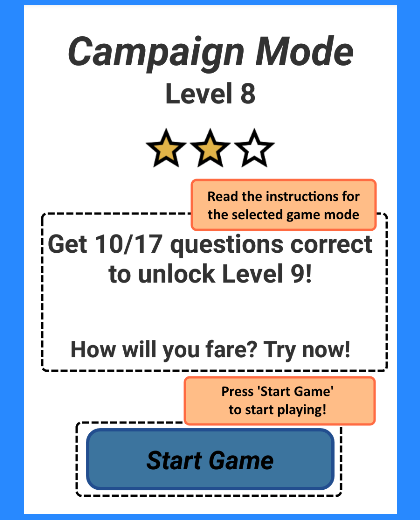 Campaign Mode
Level 8
Read the instructions for
the selected game mode
Get 10/17 questions correct
to unlock Level 9!
How will you fare? Try now!
Press 'Start Game'
to start playing!
Start Game